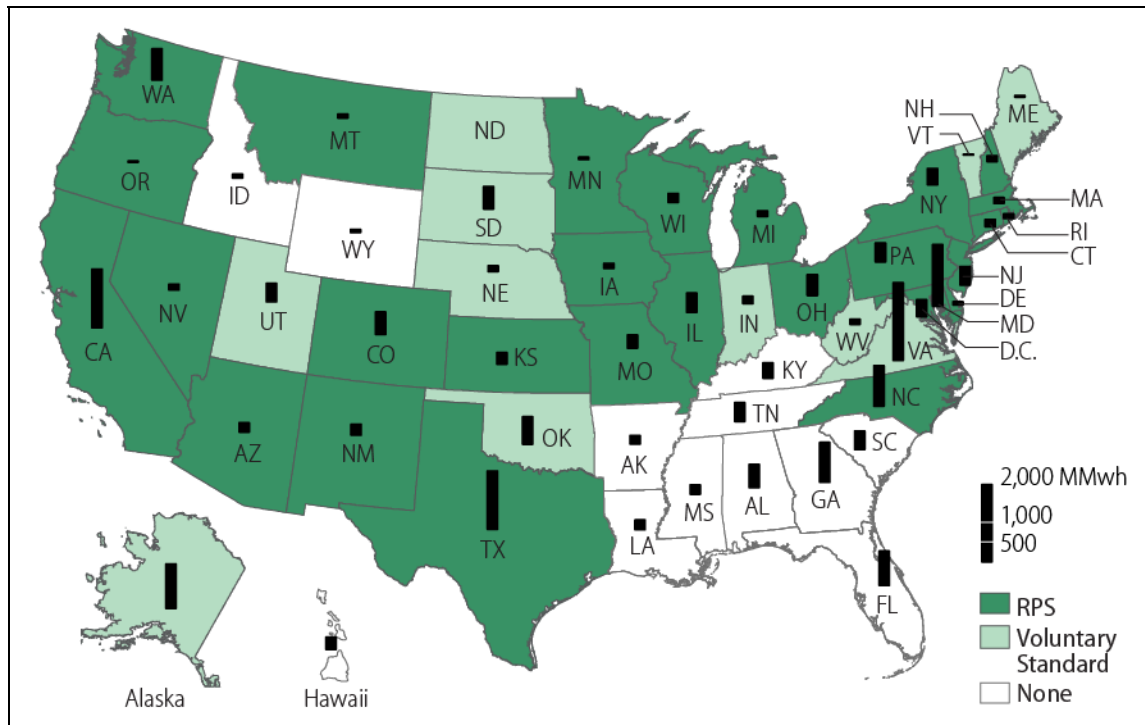 WA
MT
ND
ME
NH
VT
OR
ID
MN
SD
WI
NY
MA
MI
WY
RI
CT
PA
NE
IA
NV
NJ
UT
OH
DE
IL
IN
CO
WV
MD
CA
KS
MO
VA
D.C.
KY
NC
TN
OK
AZ
NM
AK
SC
MS
AL
GA
TX
LA
FL
2,000 MMwh
1,000
500
RPS
Voluntary
Standard
None
Alaska
Hawaii